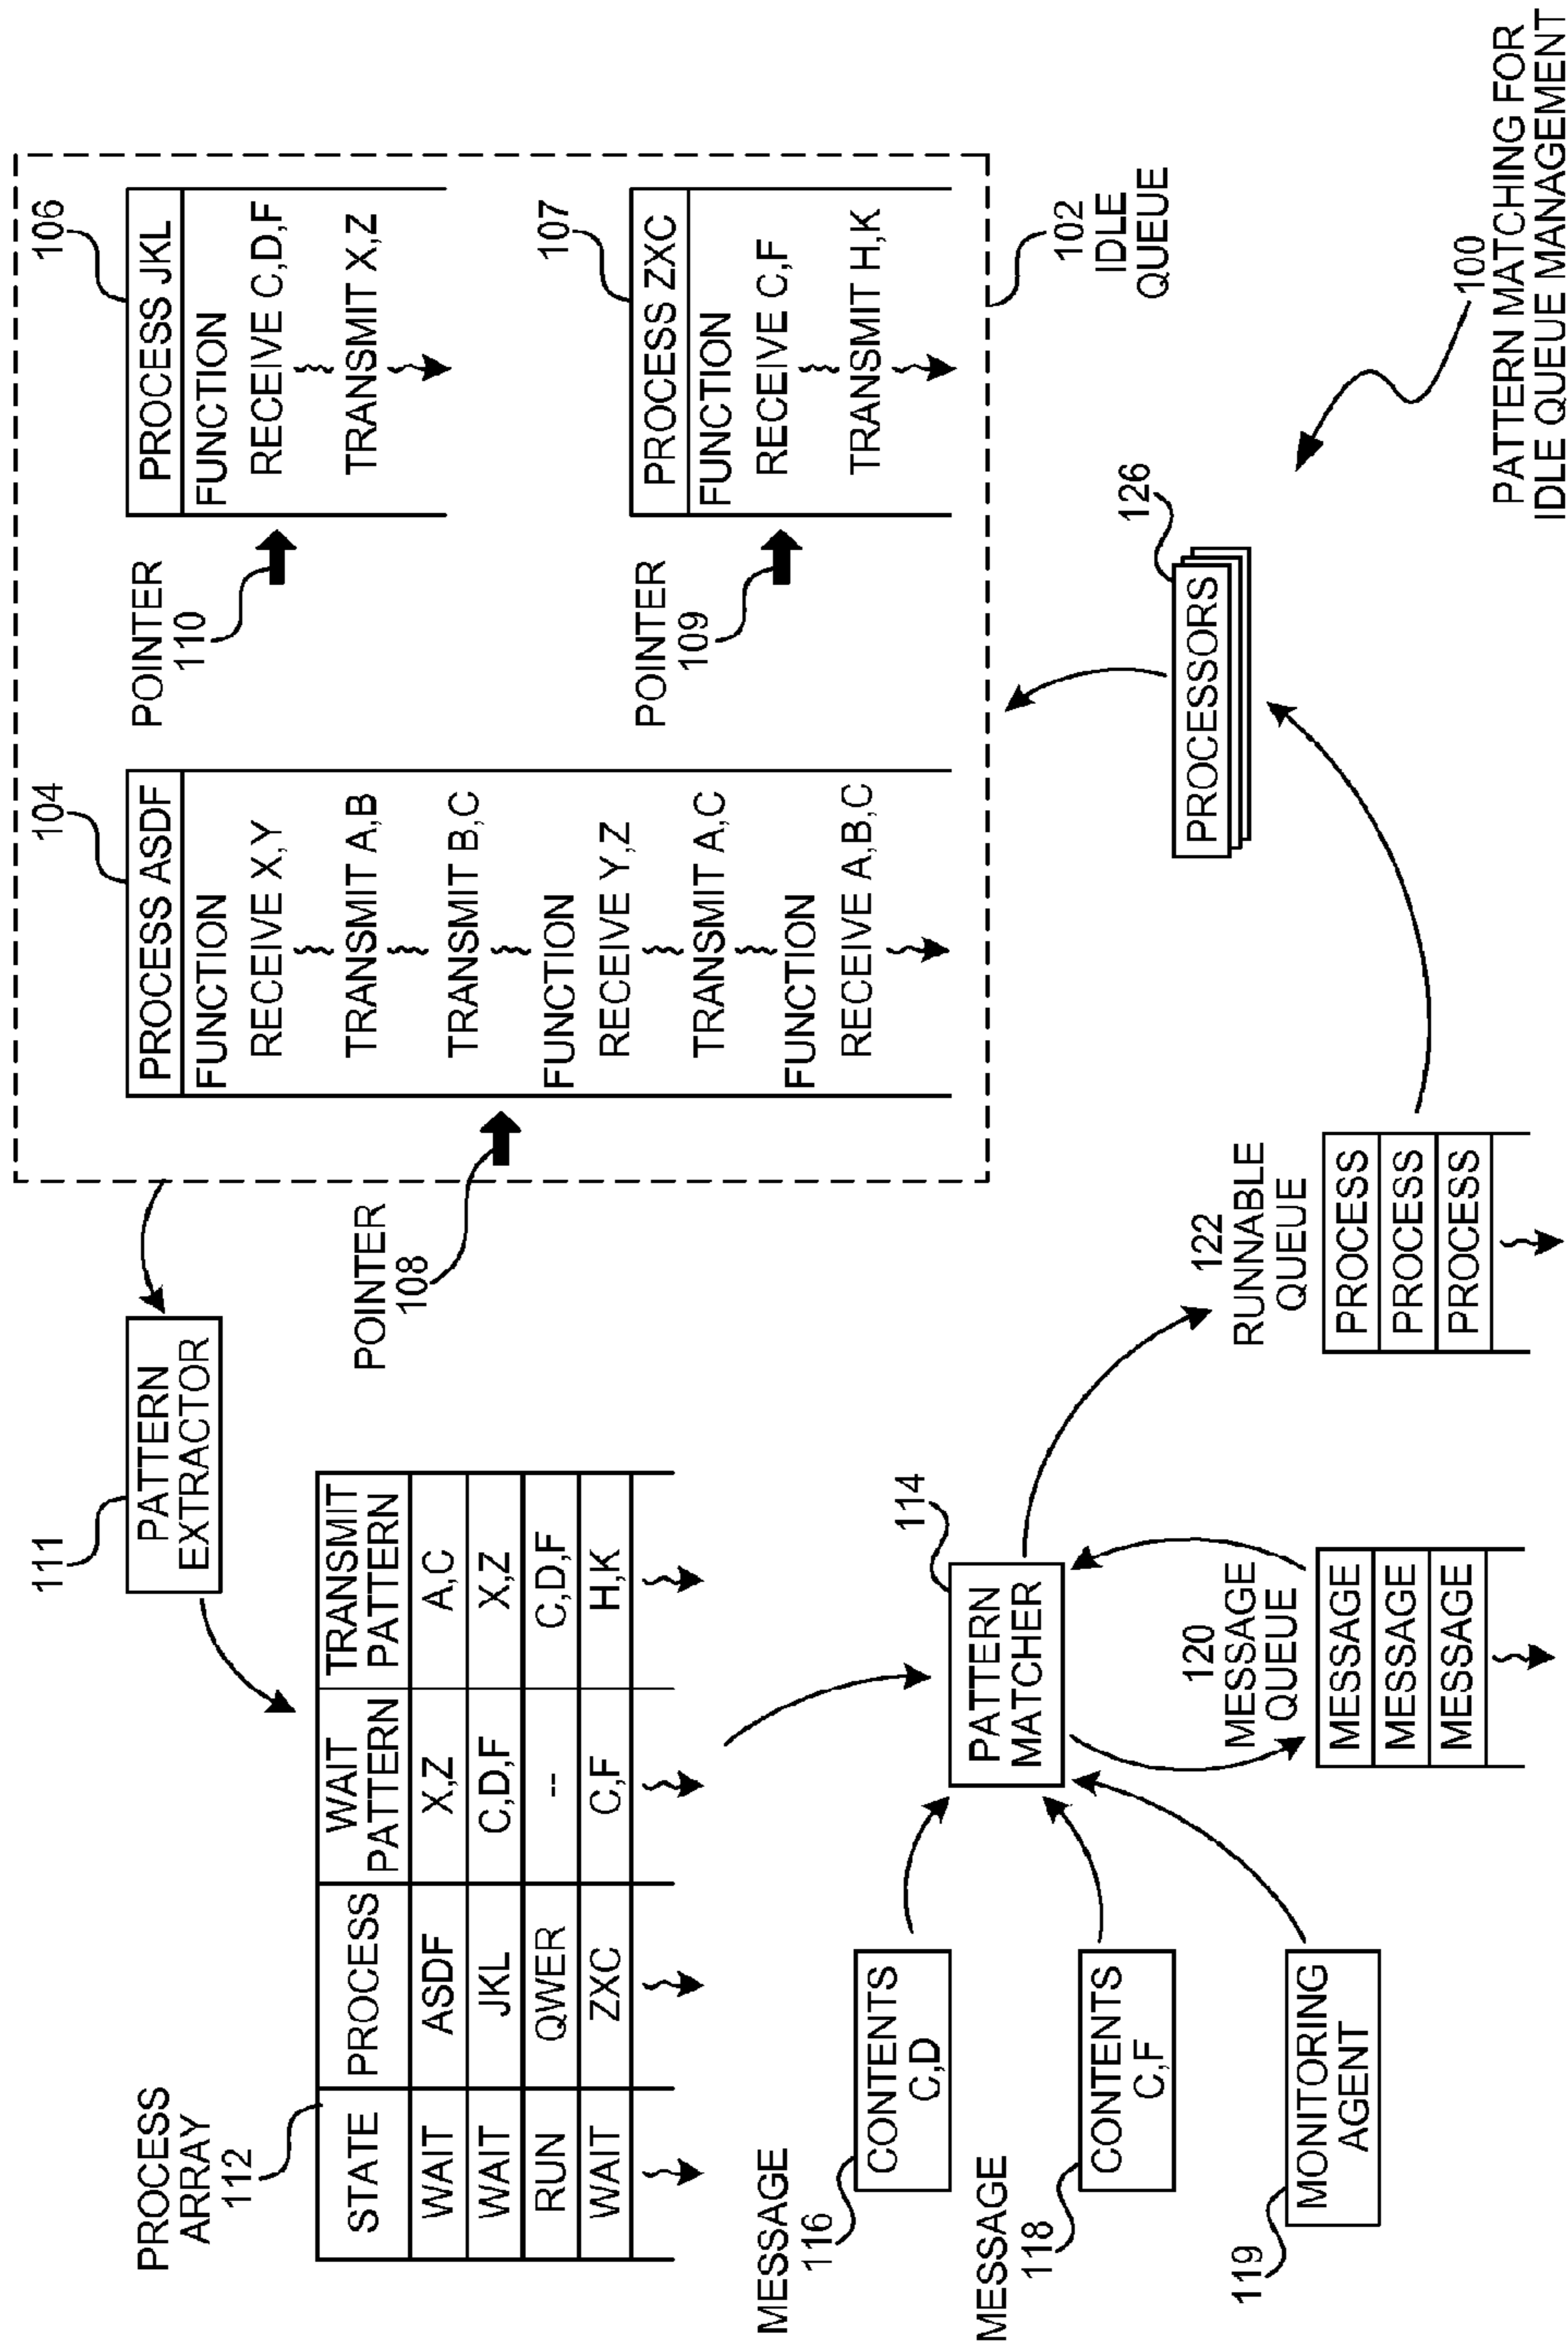 PROCESS
ARRAY
112
STATE PROCESS WAIT PATTERN TRANSMIT PATTERN
WAIT ASDF X,Z A,C
WAIT JKL C,D,F X,Z
RUN QWER -- C,D,F
WAIT ZXC C,F H,K
111
PATTERN
EXTRACTOR
POINTER
108
104
PROCESS ASDF
FUNCTION
RECEIVE X,Y
TRANSMIT A,B
TRANSMIT B,C
FUNCTION
RECEIVE Y,Z
TRANSMIT A,C
FUNCTION
RECEIVE A,B,C
POINTER
110
106
PROCESS JKL
FUNCTION
RECEIVE C,D,F
TRANSMIT X,Z
POINTER
109
107
PROCESS ZXC
FUNCTION
RECEIVE C,F
TRANSMIT H,K
102
IDLE
QUEUE
MESSAGE
116
CONTENTS
C,D
MESSAGE
118
CONTENTS
C,F
119
MONITORING
AGENT
114
PATTERN
MATCHER
120
MESSAGE
QUEUE
MESSAGE
MESSAGE
MESSAGE
122
RUNNABLE
QUEUE
PROCESS
PROCESS
PROCESS
126
PROCESSORS
100
PATTERN MATCHING FOR
IDLE QUEUE MANAGEMENT